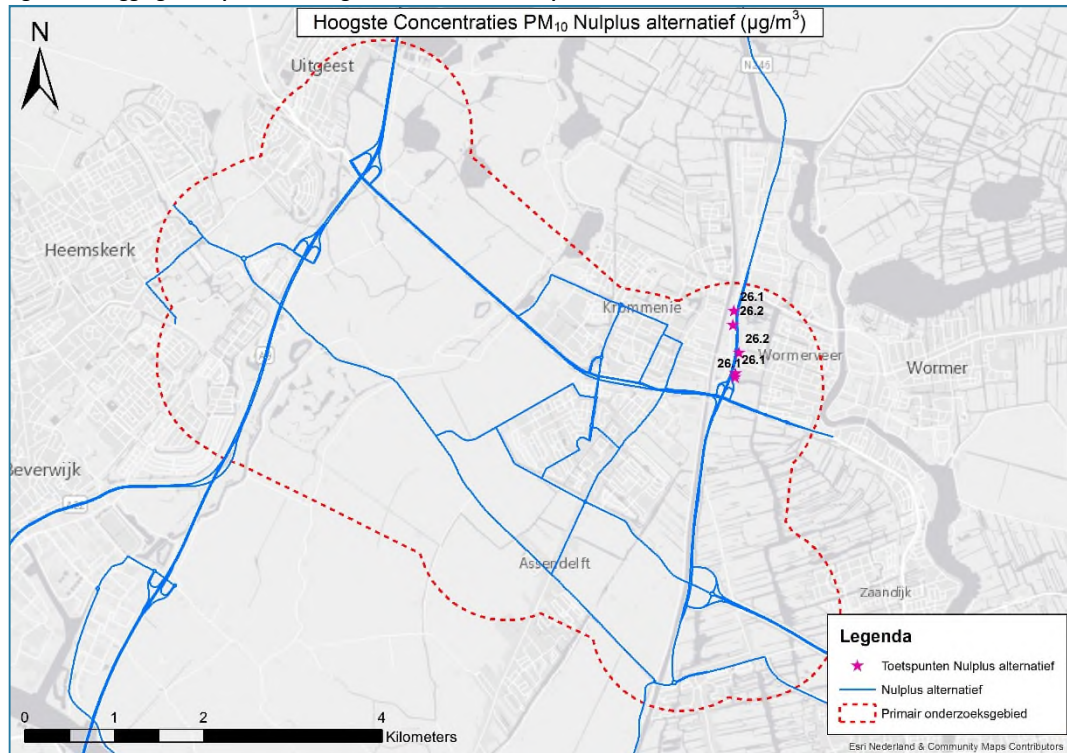 Hoogste Concentraties PM₁₀ Nulplus alternatief (µg/m³)
N
Uitgeest
N246
Heemskerk
Krommenie
26.1
26.2
26.2
26.1
26.1
Wormerveer
Wormer
A9
Beverwijk
A22
Assendelft
Zaandijk
Legenda
Toetspunten Nulplus alternatief
Nulplus alternatief
Primair onderzoeksgebied
0 1 2 4
Kilometers
Esri Nederland & Community Maps Contributors